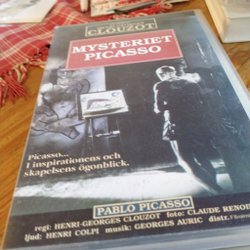 CLOUZOT
MYSTERIET
PICASSO
Picasso...
I inspirationens och
skapelsens ögonblick.
PABLO PICASSO
regi: HENRI-GEORGES CLOUZOT foto: CLAUDE RENOIR
ljud: HENRI COLPI musik: GEORGES AURIC distr.: